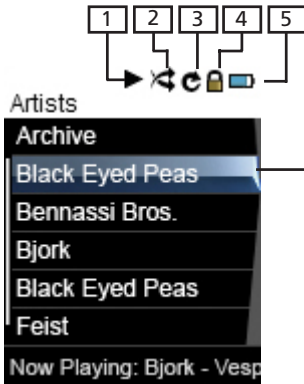 1 2 3 4 5
Artists
Archive
Black Eyed Peas
Bennassi Bros.
Bjork
Black Eyed Peas
Feist
Now Playing: Bjork - Vesp